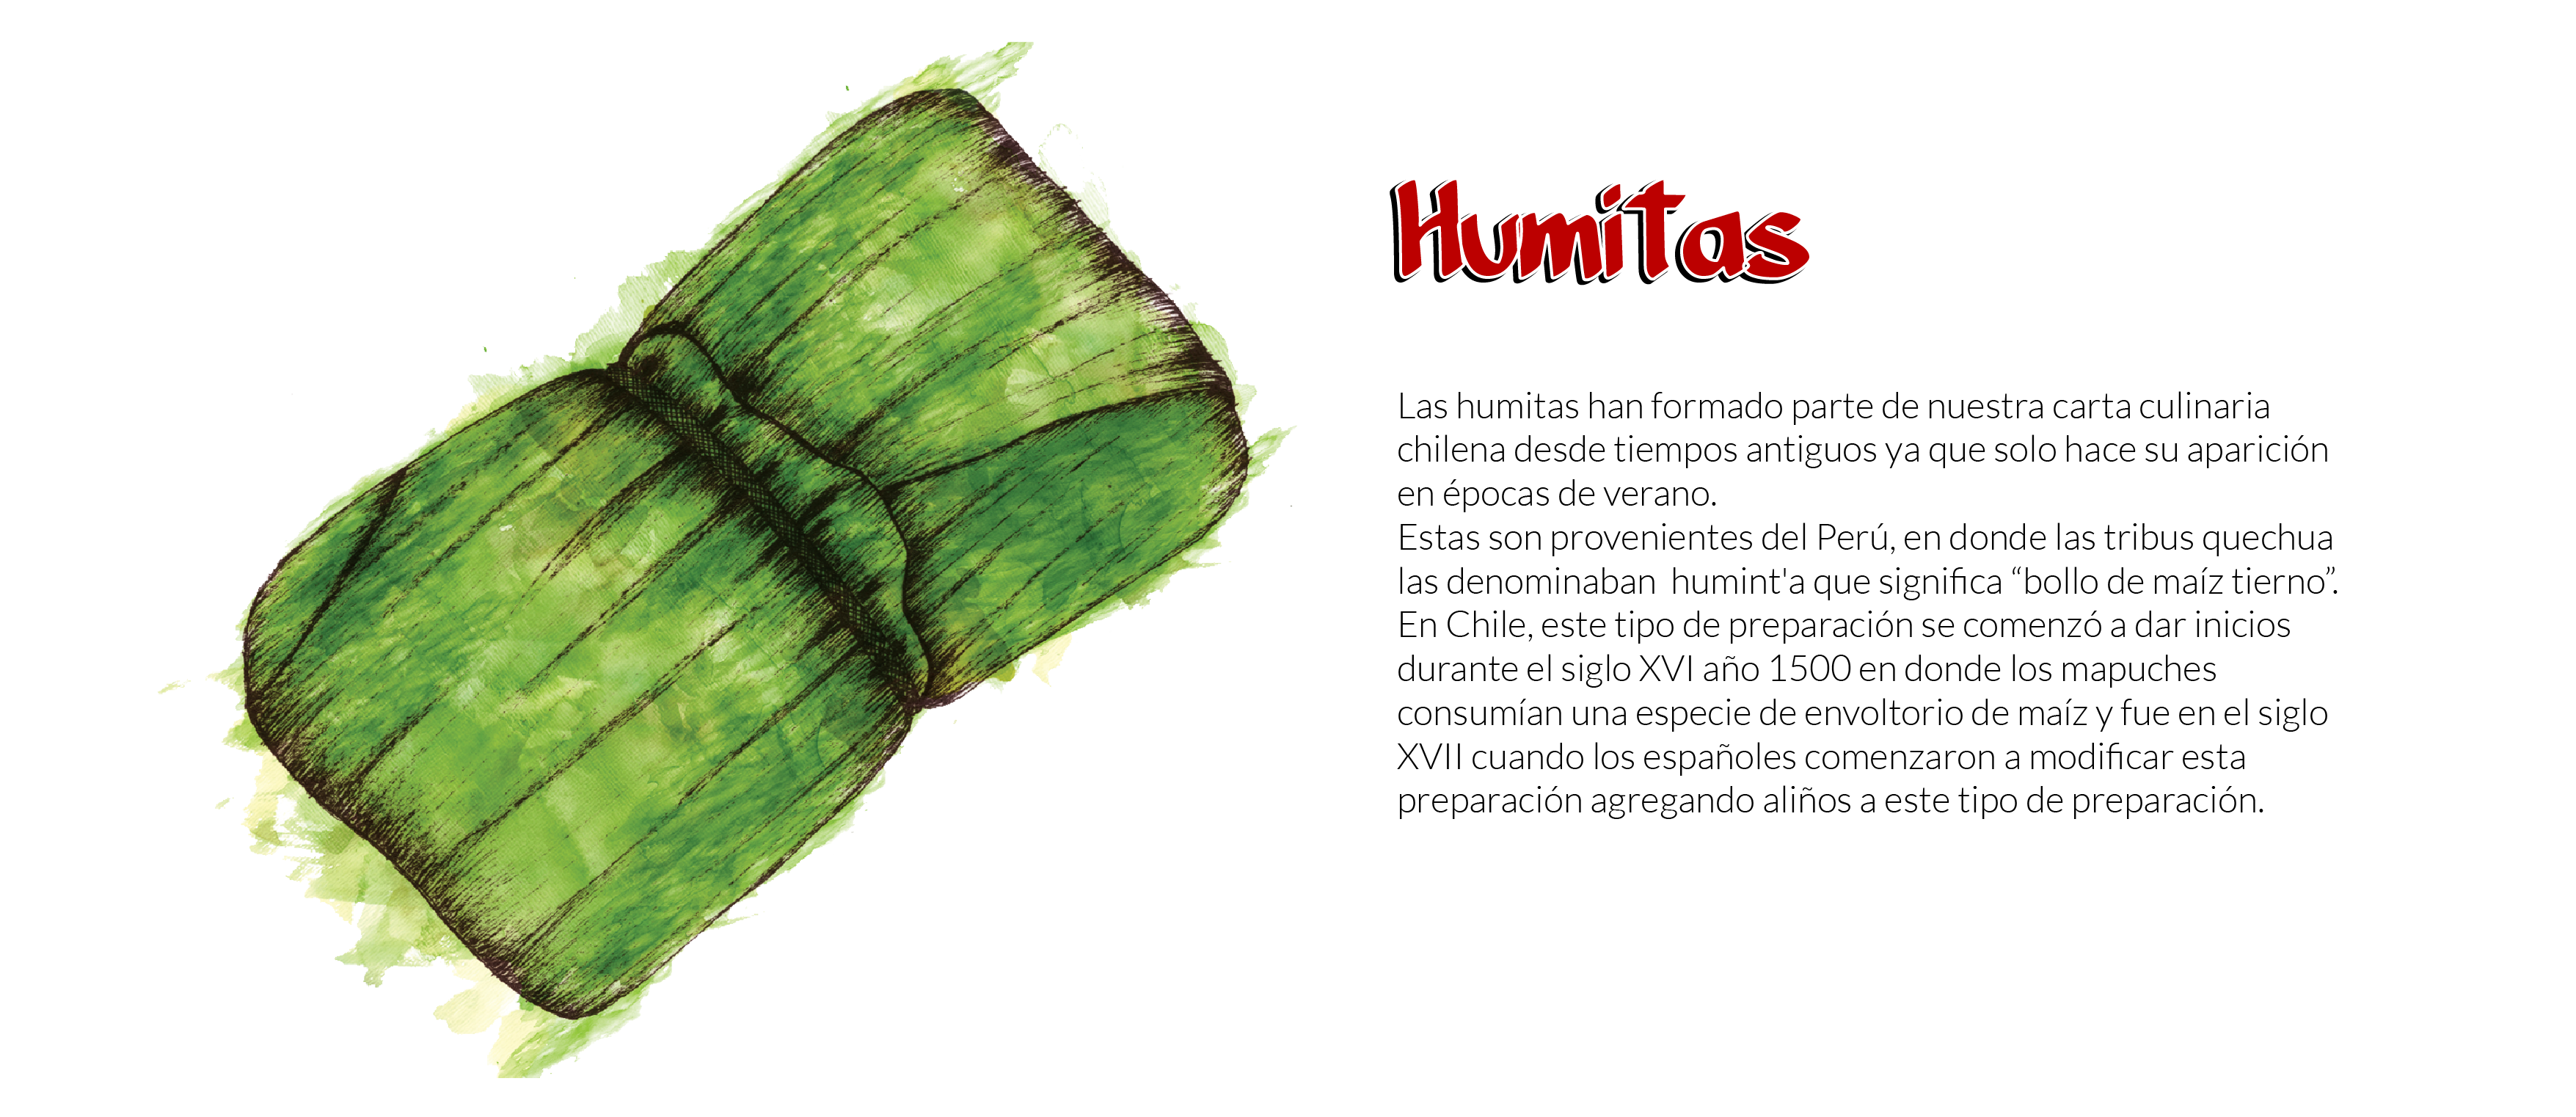 Humitas
Las humitas han formado parte de nuestra carta culinaria
chilena desde tiempos antiguos ya que solo hace su aparición
en épocas de verano.
Estas son provenientes del Perú, en donde las tribus quechua
las denominaban  humint'a que significa “bollo de maíz tierno”.
En Chile, este tipo de preparación se comenzó a dar inicios
durante el siglo XVI año 1500 en donde los mapuches
consumían una especie de envoltorio de maíz y fue en el siglo
XVII cuando los españoles comenzaron a modificar esta
preparación agregando aliños a este tipo de preparación.